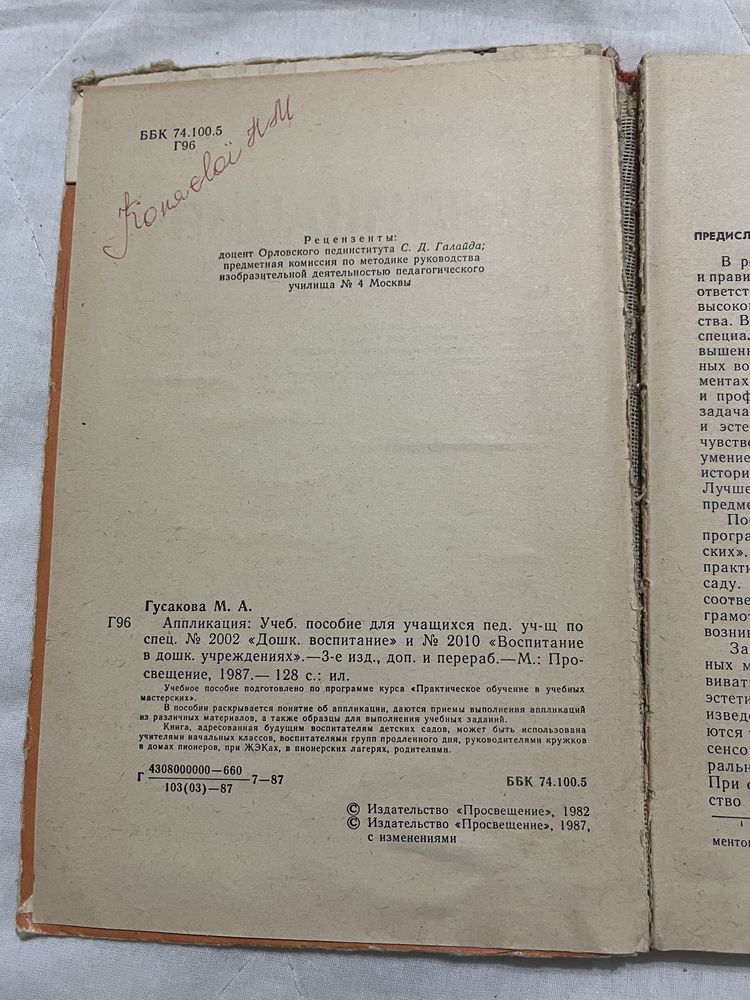 ББК 74.100.5
Г96
Рецензенты:
доцент Орловского пединститута С. Д. Галайда;
предметная комиссия по методике руководства
изобразительной деятельностью педагогического
училища № 4 Москвы
Гусакова М. А.
Г96 Аппликация: Учеб. пособие для учащихся пед. уч-щ по
спец. № 2002 «Дошк. воспитание» и № 2010 «Воспитание
в дошк. учреждениях».—3-е изд., доп. и перераб.—М.: Про-
свещение, 1987.— 128 с.: ил.
Учебное пособие подготовлено по программе курса «Практическое обучение в учебных
мастерских».
В пособии раскрывается понятие об аппликации, даются приемы выполнения аппликаций
из различных материалов, а также образцы для выполнения учебных заданий.
Книга, адресованная будущим воспитателям детских садов, может быть использована
учителями начальных классов, воспитателями групп продленного дня, руководителями кружков
в домах пионеров, при ЖЭКах, в пионерских лагерях, родителями.
Г 4308000000—660 7—87
103(03)—87
ББК 74.100.5
© Издательство «Просвещение», 1982
© Издательство «Просвещение», 1987,
с изменениями
ПРЕДИСЛ
В р
и прави
ответст
высоко
ства. В
специа
вышен
ных во
ментах
и проф
задача
и эсте
чувств
умение
истори
Лучше
предм
По
програ
ских».
практи
саду.
соотве
грамот
возни
За
ных м
виват
эстети
изведе
ются
сенсо
ральн
При
ство
1
менто